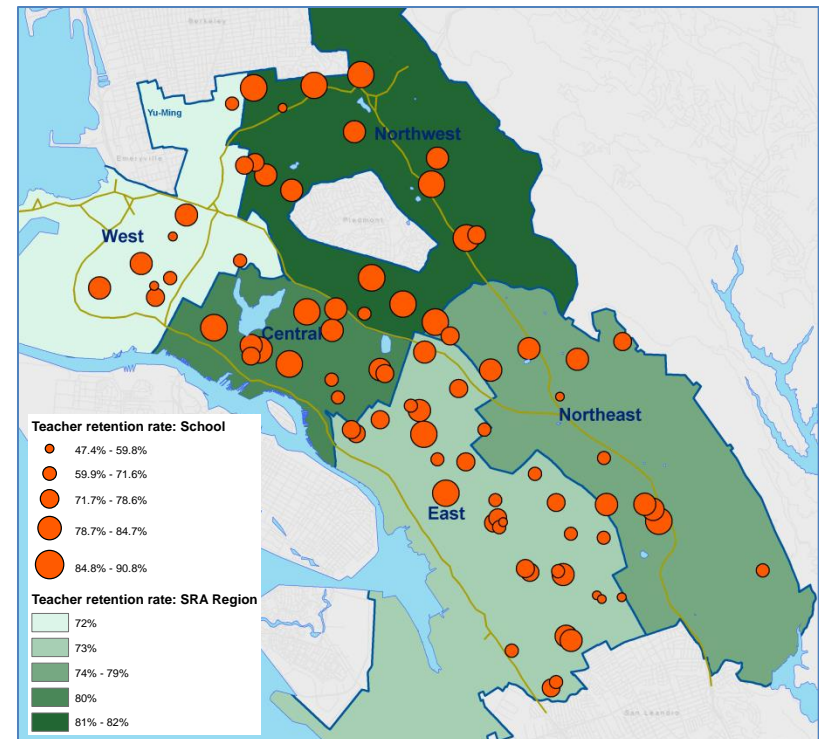 Berkeley
Yu-Ming
Northwest
Emeryville
Piedmont
West
Central
Northeast
East
San Leandro
Teacher retention rate: School
47.4% - 59.8%
59.9% - 71.6%
71.7% - 78.6%
78.7% - 84.7%
84.8% - 90.8%
Teacher retention rate: SRA Region
72%
73%
74% - 79%
80%
81% - 82%